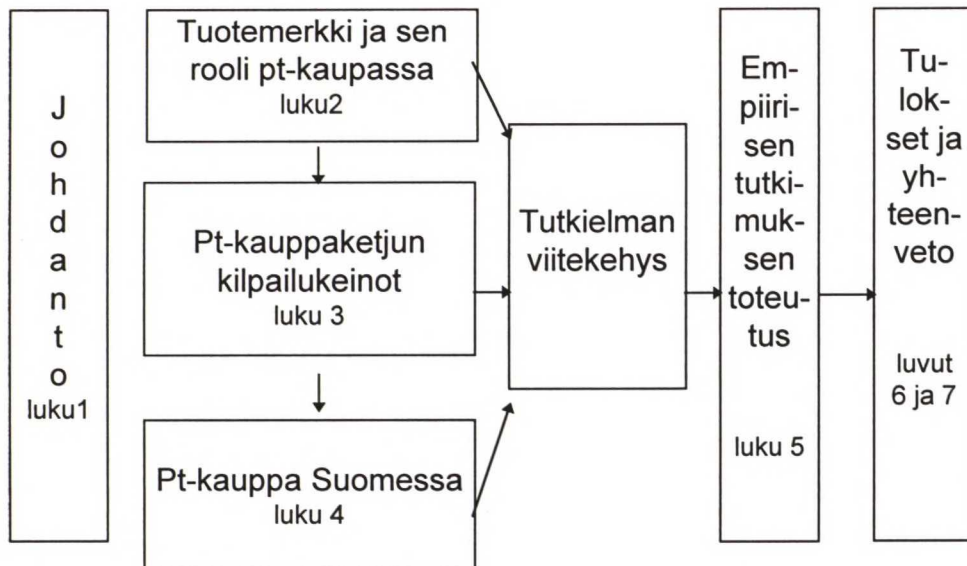 J
o
h
d
a
n
t
o
luku1
Tuotemerkki ja sen
rooli pt-kaupassa
luku2
Pt-kauppaketjun
kilpailukeinot
luku 3
Pt-kauppa Suomessa
luku 4
Tutkielman
viitekehys
Em-
piiri-
sen
tutki-
muk-
sen
toteu-
tus
luku 5
Tu-
lok-
set ja
yh-
teen-
veto
luvut
6 ja 7